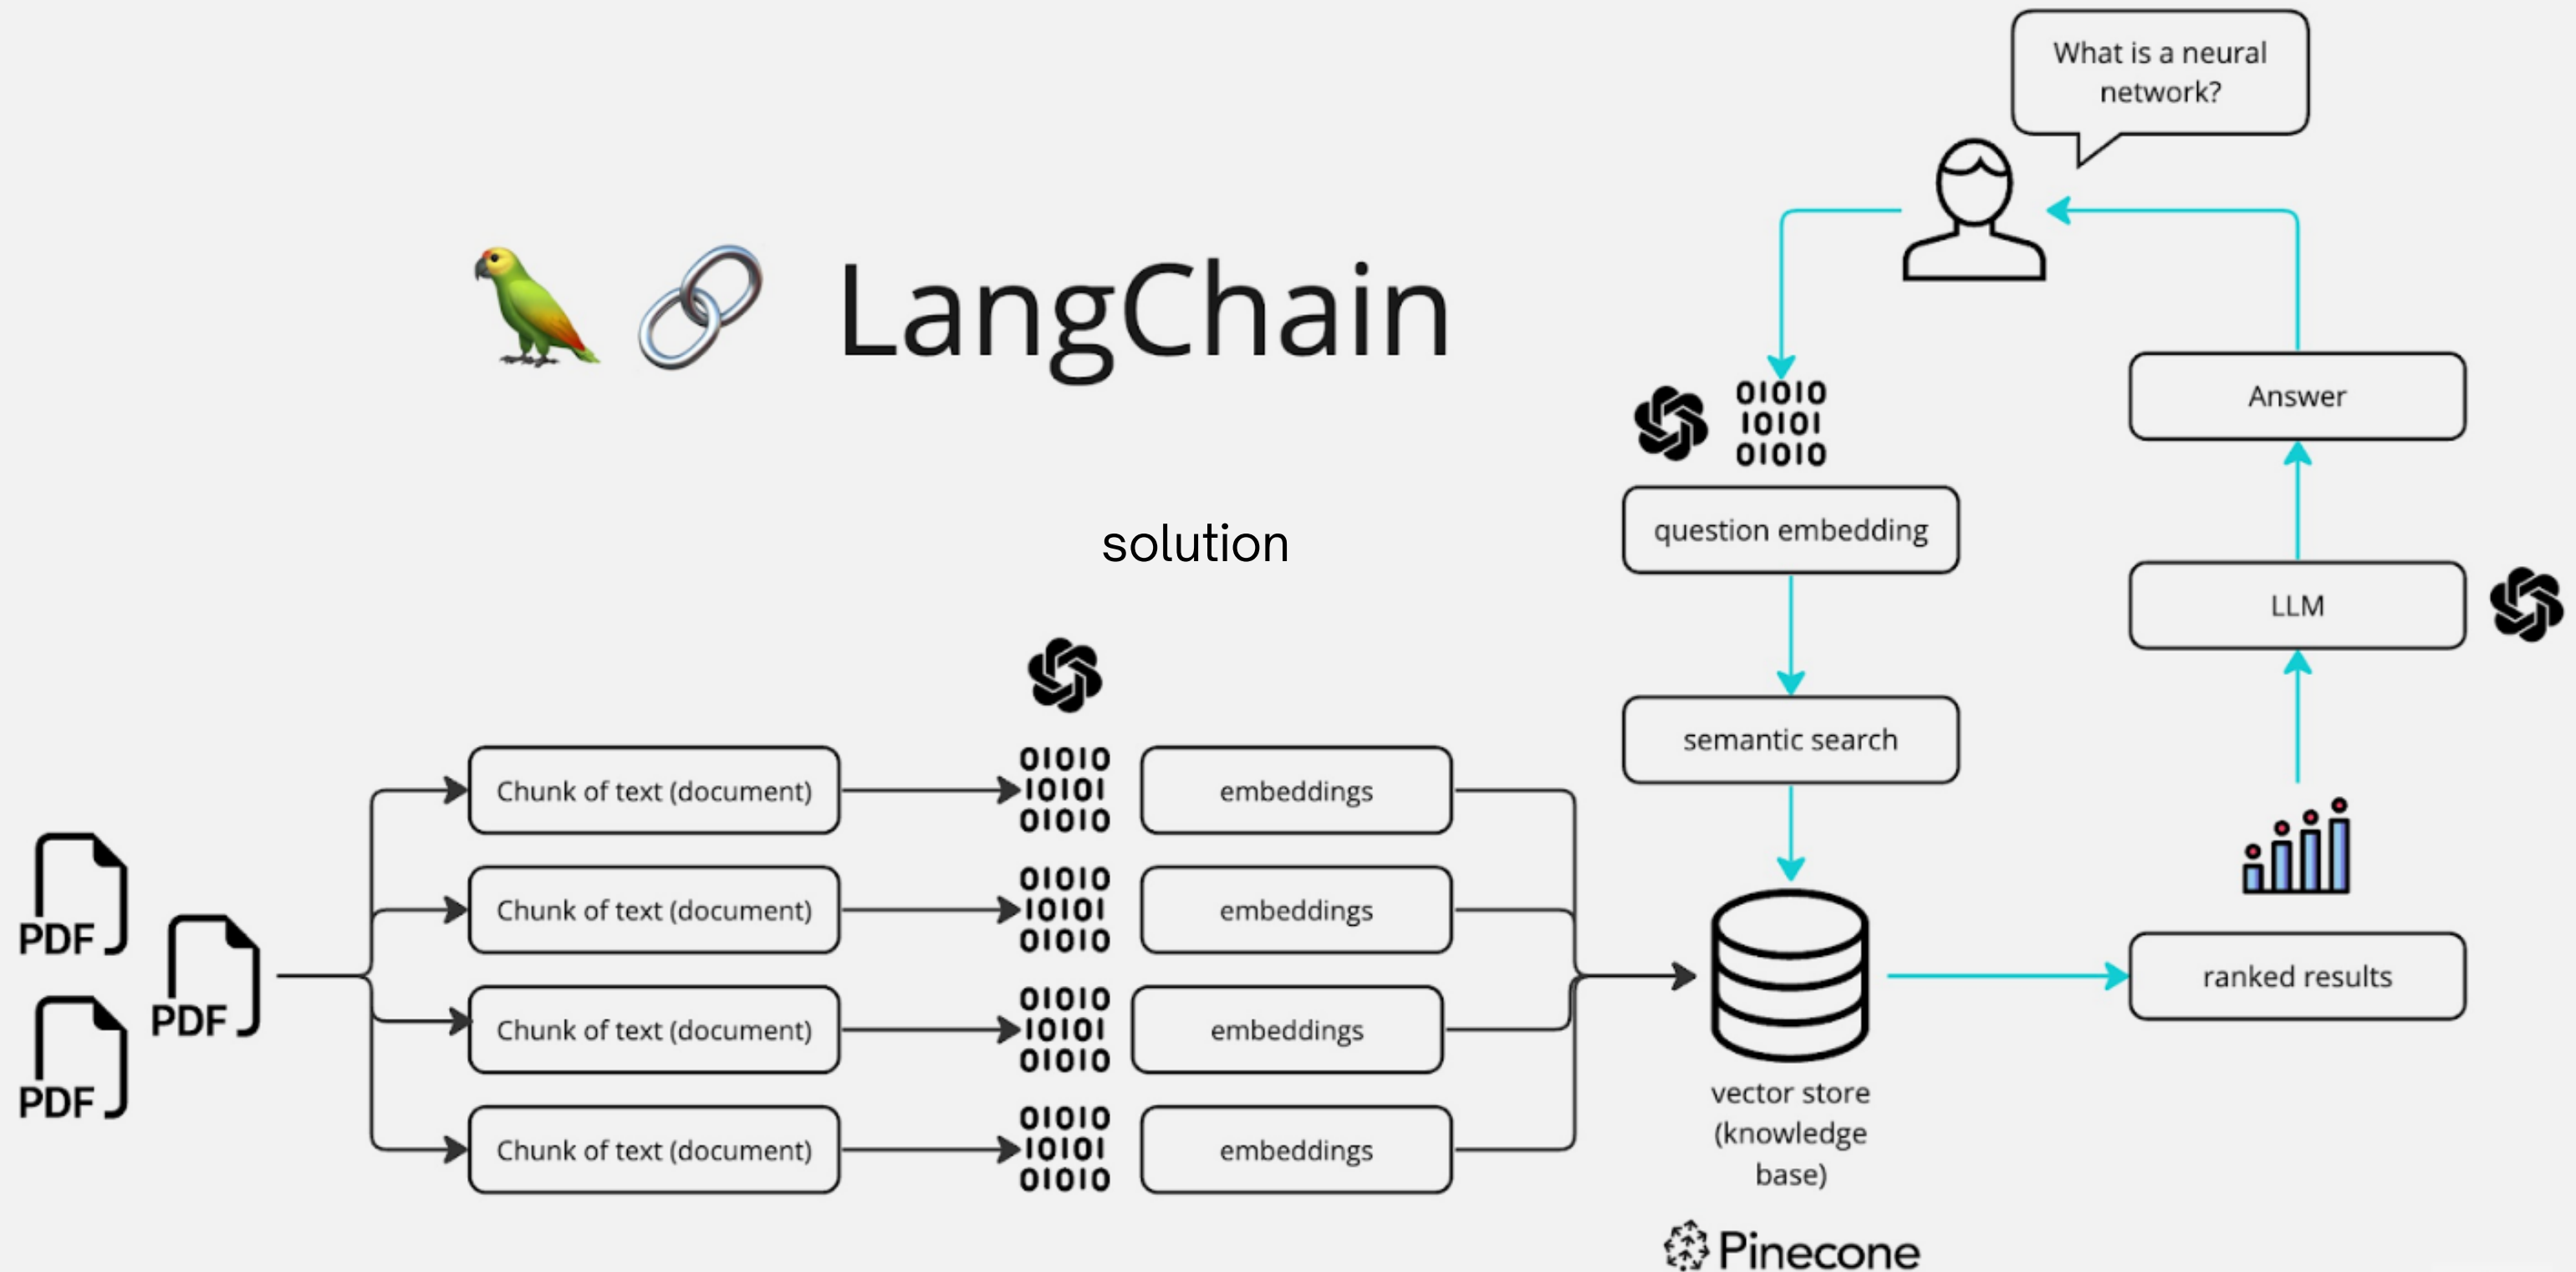 What is a neural
network?
LangChain
01010
10101
01010
Answer
question embedding
solution
LLM
semantic search
01010
10101
01010
Chunk of text (document)
embeddings
01010
10101
01010
Chunk of text (document)
embeddings
PDF
PDF
PDF
ranked results
01010
10101
01010
Chunk of text (document)
embeddings
vector store
(knowledge
base)
01010
10101
01010
Chunk of text (document)
embeddings
Pinecone